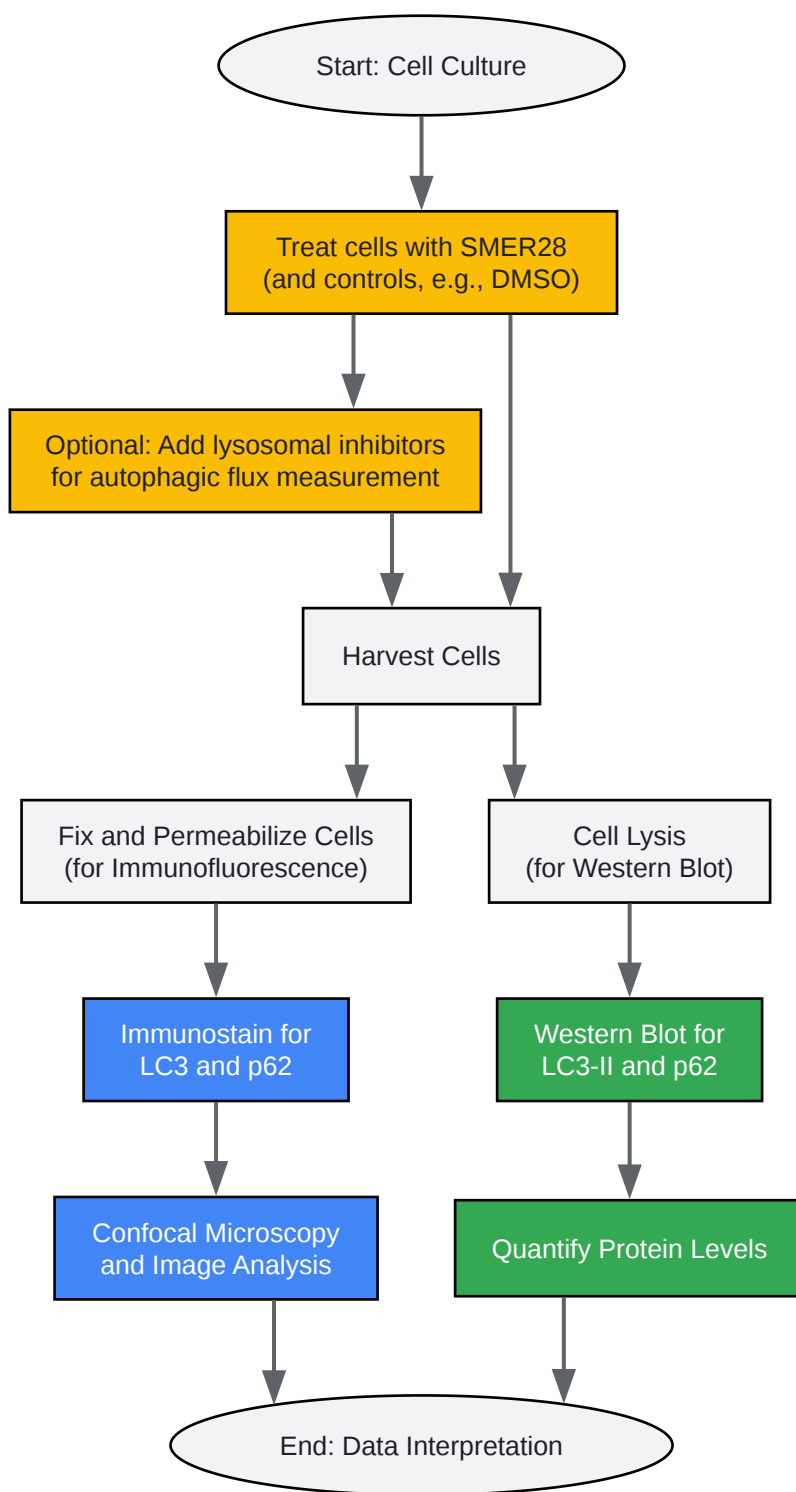 Start: Cell Culture
Treat cells with SMER28
(and controls, e.g., DMSO)
Optional: Add lysosomal inhibitors
for autophagic flux measurement
Harvest Cells
Fix and Permeabilize Cells
(for Immunofluorescence)
Cell Lysis
(for Western Blot)
Immunostain for
LC3 and p62
Western Blot for
LC3-II and p62
Confocal Microscopy
and Image Analysis
Quantify Protein Levels
End: Data Interpretation